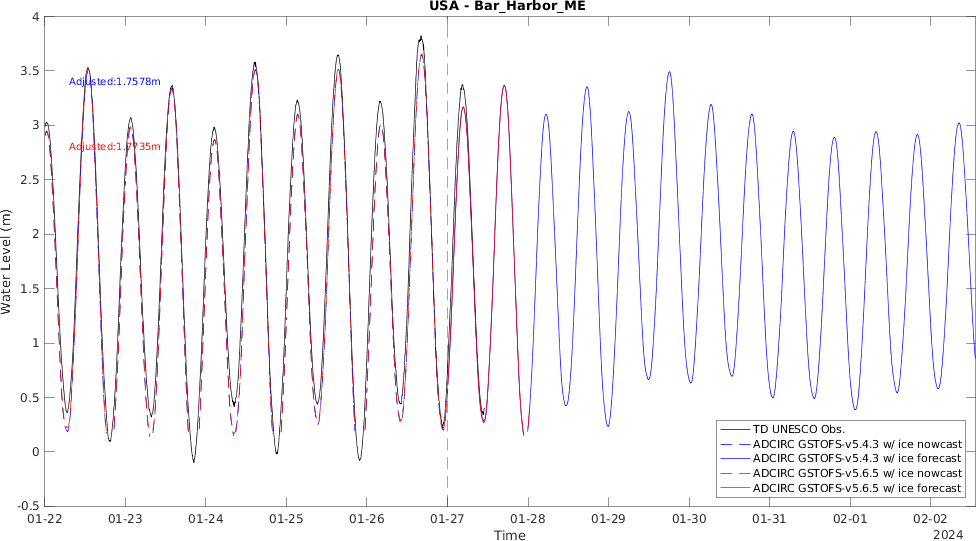 USA - Bar_Harbor_ME
4
3.5
3
2.5
2
1.5
1
0.5
0
-0.5
Water Level (m)
Adjusted:1.7578m
Adjusted:1.7735m
TD UNESCO Obs.
ADCIRC GSTOFS-v5.4.3 w/ ice nowcast
ADCIRC GSTOFS-v5.4.3 w/ ice forecast
ADCIRC GSTOFS-v5.6.5 w/ ice nowcast
ADCIRC GSTOFS-v5.6.5 w/ ice forecast
01-22 01-23 01-24 01-25 01-26 01-27 01-28 01-29 01-30 01-31 02-01 02-02
Time
2024